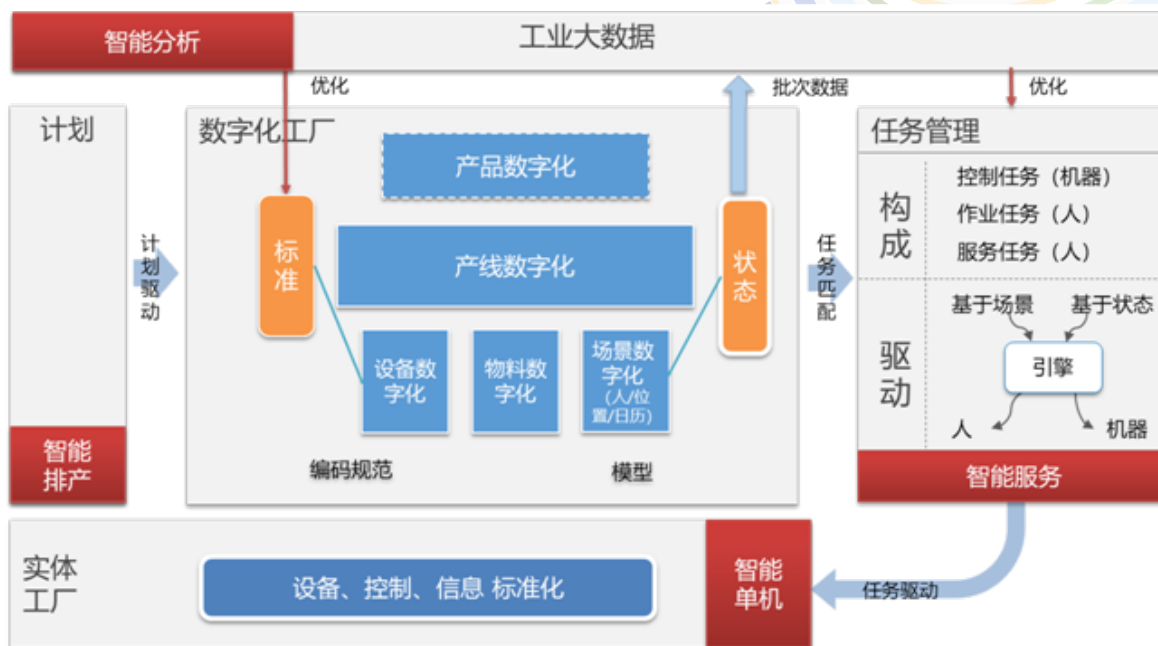 智能分析
工业大数据
优化
批次数据
优化
计划
计划驱动
智能
排产
数字化工厂
产品数字化
标准
产线数字化
状态
设备数
字化
物料数
字化
场景数
字化
(人/位
置/日历)
编码规范
模型
任务匹配
任务管理
构成
控制任务（机器）
作业任务（人）
服务任务（人）
驱动
基于场景
基于状态
引擎
人
机器
智能服务
实体
工厂
设备、控制、信息 标准化
智能
单机
任务驱动